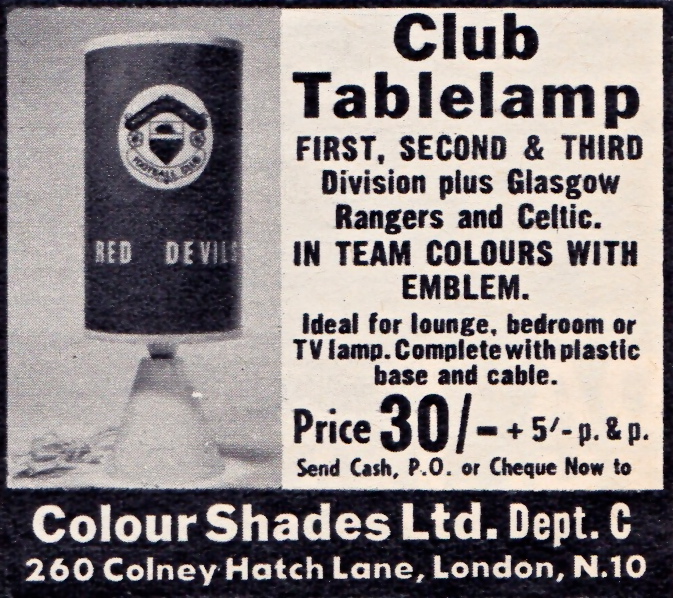 FOOTBALL CLUB
RED DEVILS
Club
Tablelamp
FIRST, SECOND & THIRD
Division plus Glasgow
Rangers and Celtic.
IN TEAM COLOURS WITH
EMBLEM.
Ideal for lounge, bedroom or
TV lamp. Complete with plastic
base and cable.
Price 30/- + 5/- p. & p.
Send Cash, P.O. or Cheque Now to
Colour Shades Ltd. Dept. C
260 Colney Hatch Lane, London, N.10